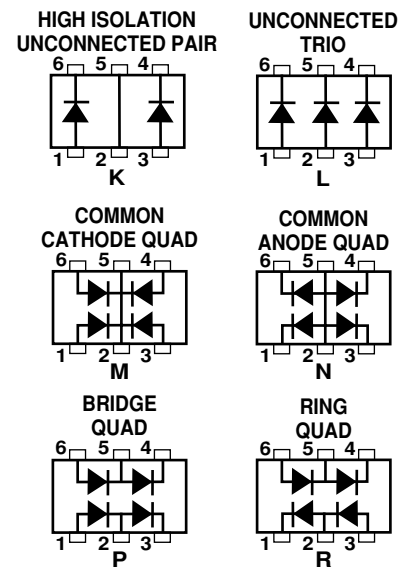 HIGH ISOLATION
UNCONNECTED PAIR
6 5 4
1 2 3
K
UNCONNECTED
TRIO
6 5 4
1 2 3
L
COMMON
CATHODE QUAD
6 5 4
1 2 3
M
COMMON
ANODE QUAD
6 5 4
1 2 3
N
BRIDGE
QUAD
6 5 4
1 2 3
P
RING
QUAD
6 5 4
1 2 3
R